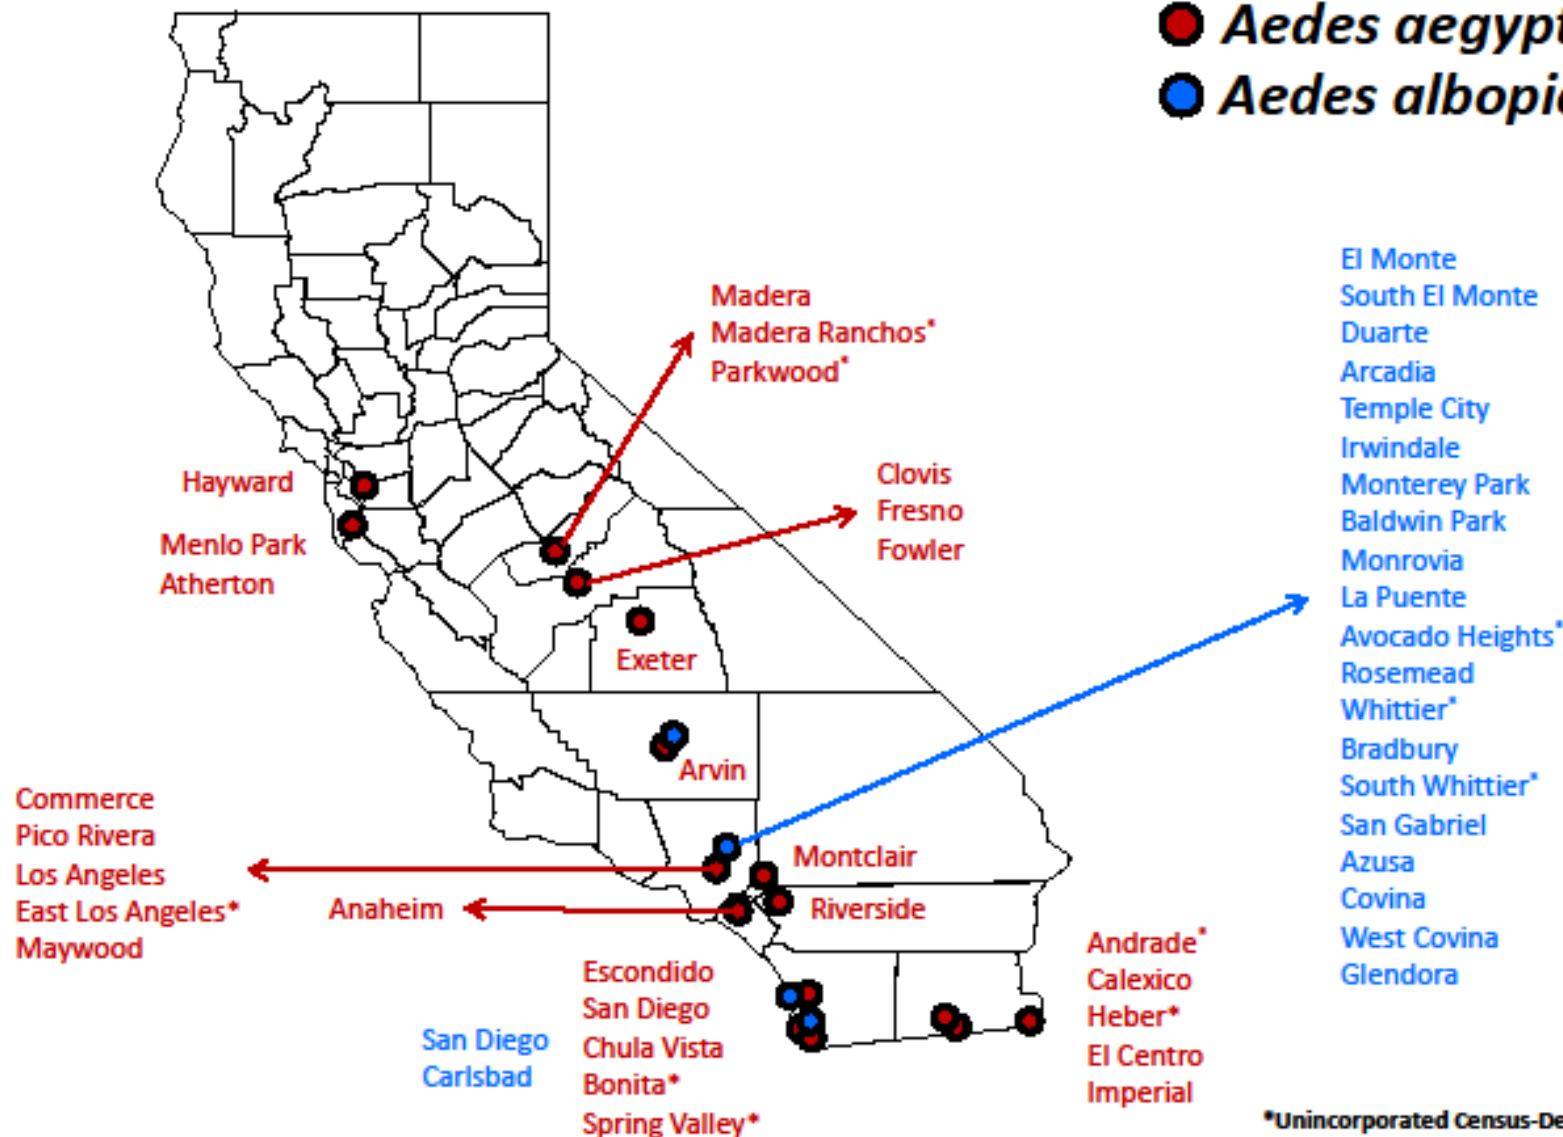 Aedes aegypt
Aedes albopic
Madera
Madera Ranchos*
Parkwood*
Hayward
Menlo Park
Atherton
Clovis
Fresno
Fowler
Exeter
Arvin
El Monte
South El Monte
Duarte
Arcadia
Temple City
Irwindale
Monterey Park
Baldwin Park
Monrovia
La Puente
Avocado Heights*
Rosemead
Whittier*
Bradbury
South Whittier*
San Gabriel
Azusa
Covina
West Covina
Glendora
Commerce
Pico Rivera
Los Angeles
East Los Angeles*
Maywood
Anaheim
Montclair
Riverside
San Diego
Carlsbad
Escondido
San Diego
Chula Vista
Bonita*
Spring Valley*
Andrade*
Calexico
Heber*
El Centro
Imperial
*Unincorporated Census-De